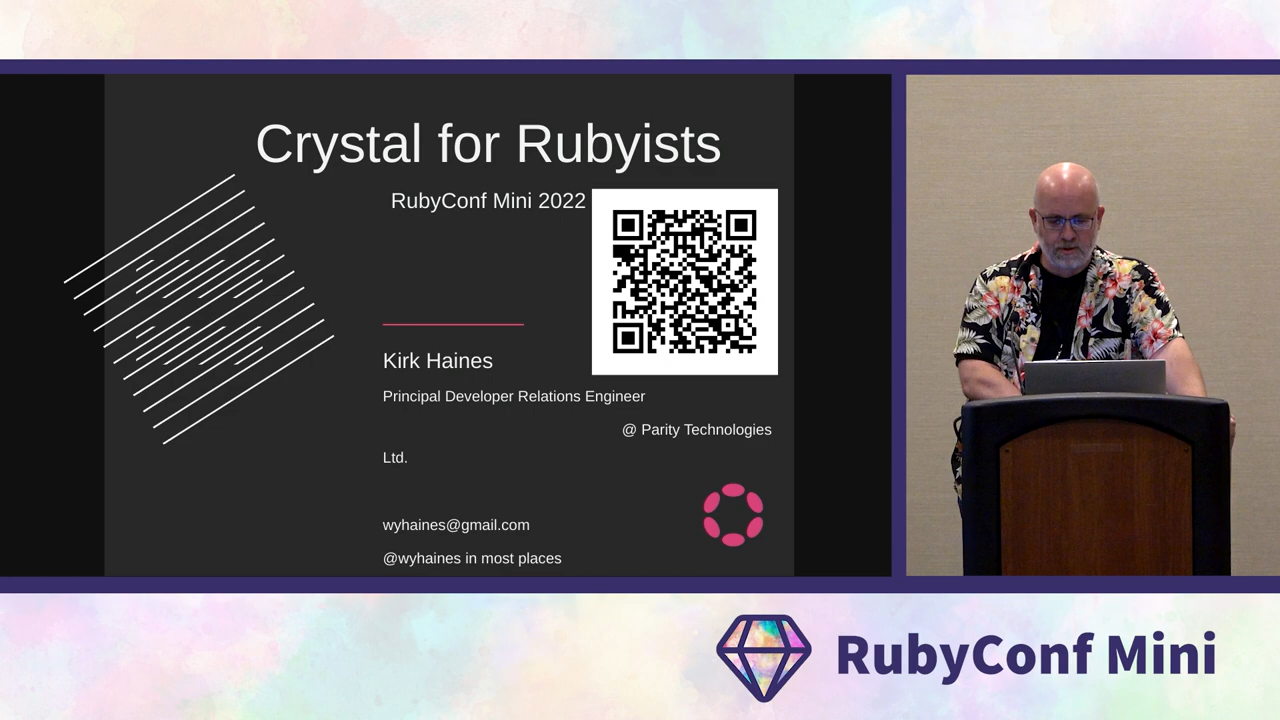 Crystal for Rubyists
RubyConf Mini 2022
Kirk Haines
Principal Developer Relations Engineer
@ Parity Technologies
Ltd.
wyhaines@gmail.com
@wyhaines in most places
RubyConf Mini